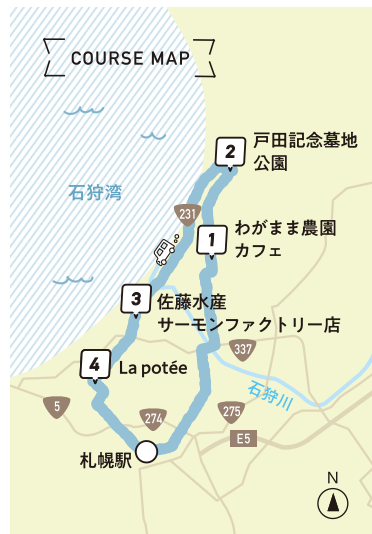 COURSE MAP
2
戸田記念墓地
公園
石狩湾
231
1
わがまま農園
カフェ
3
佐藤水産
サーモンファクトリー店
337
4
La potée
石狩川
5
274
275
E5
札幌駅
N